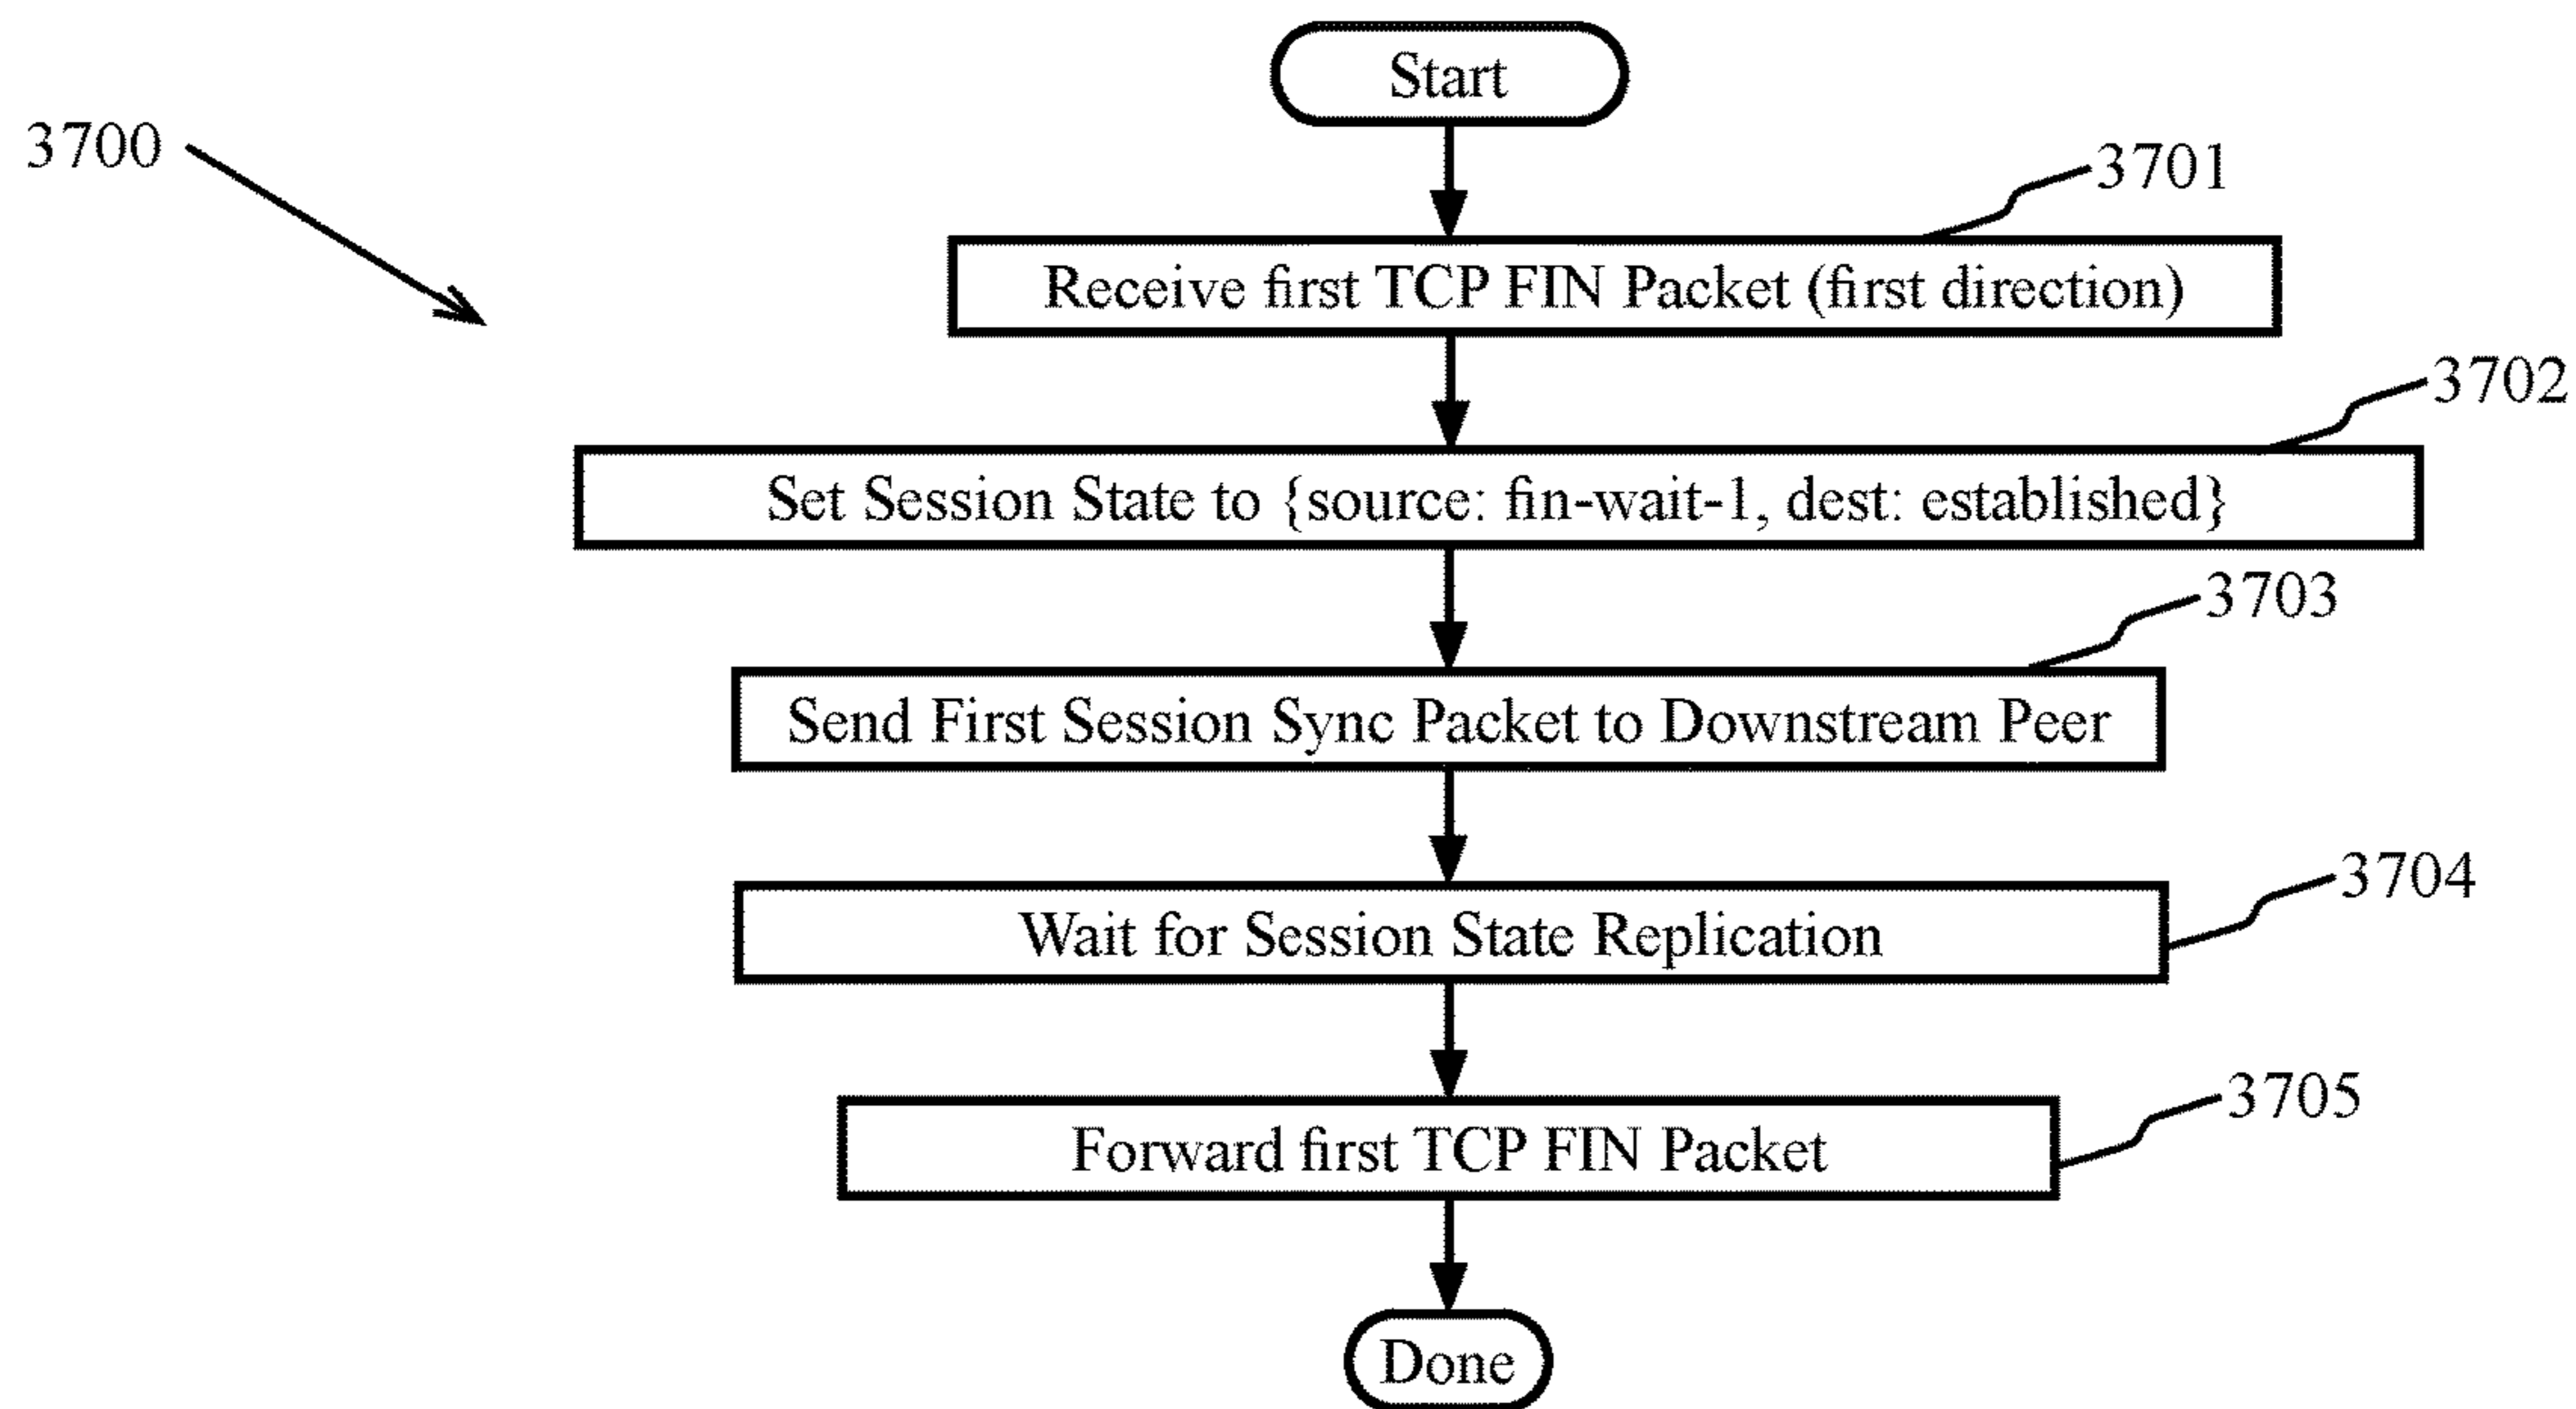 Start
3700
3701
Receive first TCP FIN Packet (first direction)
3702
Set Session State to {source: fin-wait-1, dest: established}
3703
Send First Session Sync Packet to Downstream Peer
3704
Wait for Session State Replication
3705
Forward first TCP FIN Packet
Done